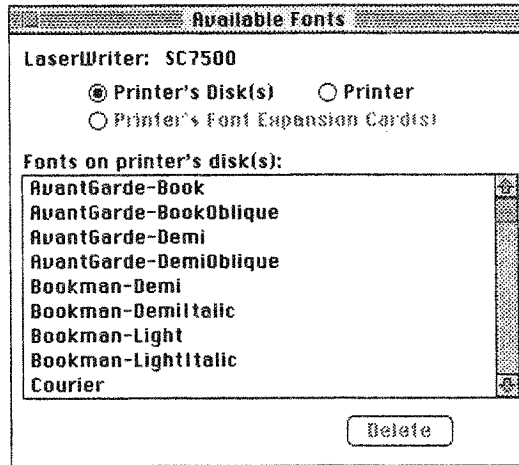 Available Fonts
LaserWriter: SC7500
Printer's Disk(s) Printer
Printer's Font Expansion Card(s)
Fonts on printer's disk(s):
AvantGarde-Book
AvantGarde-BookOblique
AvantGarde-Demi
AvantGarde-DemiOblique
Bookman-Demi
Bookman-DemiItalic
Bookman-Light
Bookman-LightItalic
Courier
Delete